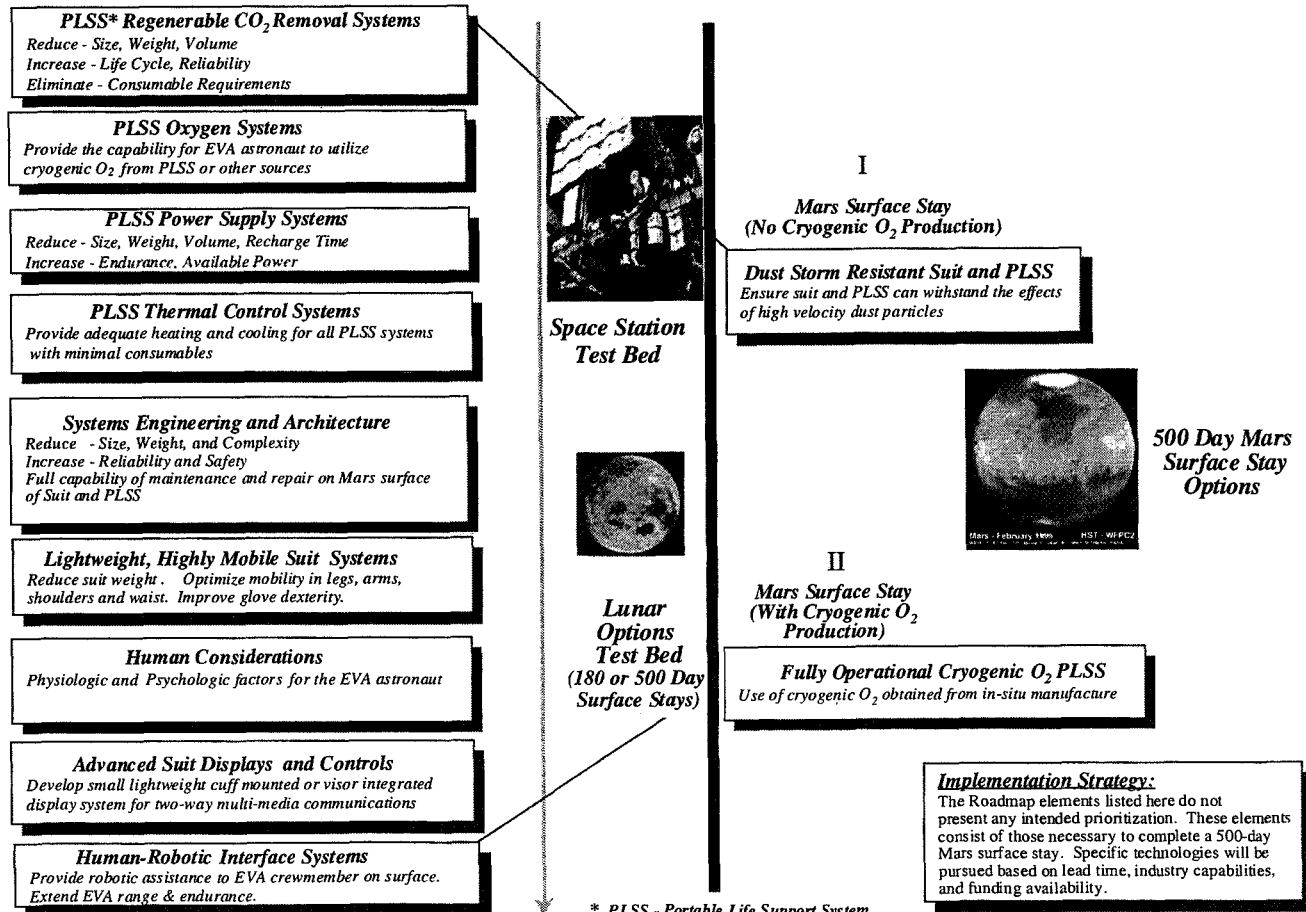 PLSS* Regenerable CO2 Removal Systems
Reduce - Size, Weight, Volume
Increase - Life Cycle, Reliability
Eliminate - Consumable Requirements
PLSS Oxygen Systems
Provide the capability for EVA astronaut to utilize
cryogenic O2 from PLSS or other sources
PLSS Power Supply Systems
Reduce - Size, Weight, Volume, Recharge Time
Increase - Endurance, Available Power
PLSS Thermal Control Systems
Provide adequate heating and cooling for all PLSS systems
with minimal consumables
Systems Engineering and Architecture
Reduce - Size, Weight, and Complexity
Increase - Reliability and Safety
Full capability of maintenance and repair on Mars surface
of Suit and PLSS
Lightweight, Highly Mobile Suit Systems
Reduce suit weight. Optimize mobility in legs, arms,
shoulders and waist. Improve glove dexterity.
Human Considerations
Physiologic and Psychologic factors for the EVA astronaut
Advanced Suit Displays and Controls
Develop small lightweight cuff mounted or visor integrated
display system for two-way multi-media communications
Human-Robotic Interface Systems
Provide robotic assistance to EVA crewmember on surface.
Extend EVA range & endurance.
Space Station
Test Bed
Lunar
Options
Test Bed
(180 or 500 Day
Surface Stays)
I
Mars Surface Stay
(No Cryogenic O2 Production)
Dust Storm Resistant Suit and PLSS
Ensure suit and PLSS can withstand the effects
of high velocity dust particles
Mars - February 1995 HST - WFPC2
500 Day Mars
Surface Stay
Options
II
Mars Surface Stay
(With Cryogenic O2
Production)
Fully Operational Cryogenic O2 PLSS
Use of cryogenic O2 obtained from in-situ manufacture
Implementation Strategy:
The Roadmap elements listed here do not
present any intended prioritization. These elements
consist of those necessary to complete a 500-day
Mars surface stay. Specific technologies will be
pursued based on lead time, industry capabilities,
and funding availability.
* PLSS - Portable Life Support System